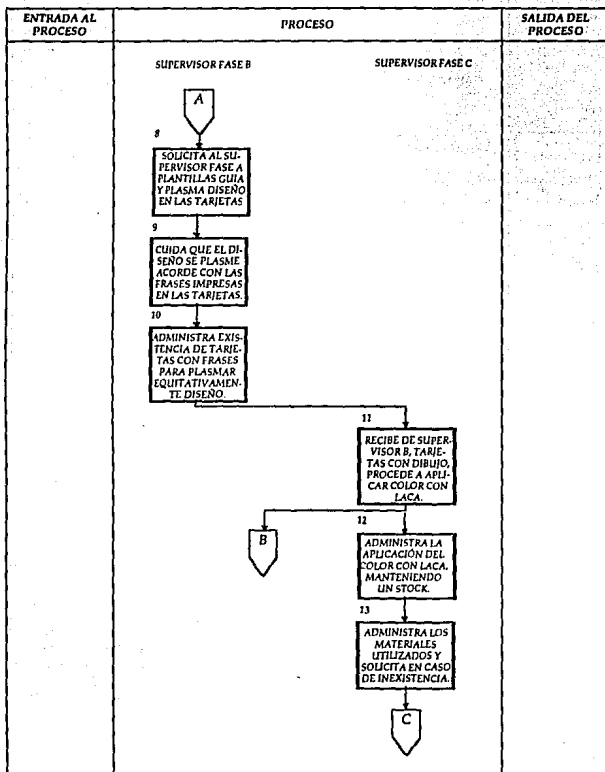 ENTRADA AL
PROCESO
PROCESO
SALIDA DEL
PROCESO
SUPERVISOR FASE B
SUPERVISOR FASE C
A
8
SOLICITA AL SU-
PERVISOR FASE A
PLANTILLAS GUIA
Y PLASMA DISEÑO
EN LAS TARJETAS
9
CUIDA QUE EL DI-
SEÑO SE PLASME
ACORDE CON LAS
FRASES IMPRESAS
EN LAS TARJETAS.
10
ADMINISTRA EXIS-
TENCIA DE TARJE-
TAS CON FRASES
PARA PLASMAR
EQUITATIVAMEN-
TE DISEÑO.
11
RECIBE DE SUPER-
VISOR B, TARJE-
TAS CON DIBUJO,
PROCEDE A APLI-
CAR COLOR CON
LACA.
B
12
ADMINISTRA LA
APLICACIÓN DEL
COLOR CON LACA,
MANTENIENDO
UN STOCK.
13
ADMINISTRA LOS
MATERIALES
UTILIZADOS Y
SOLICITA EN CASO
DE INEXISTENCIA.
C